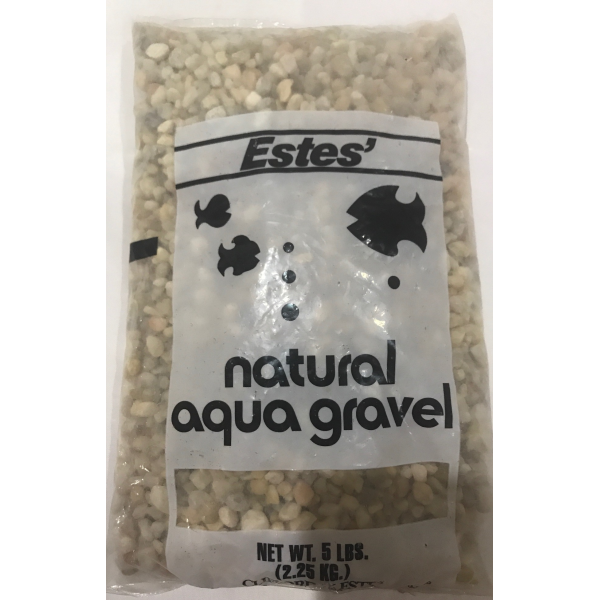 Estes'
natural
aqua gravel
NET WT. 5 LBS.
(2.25 KG.)